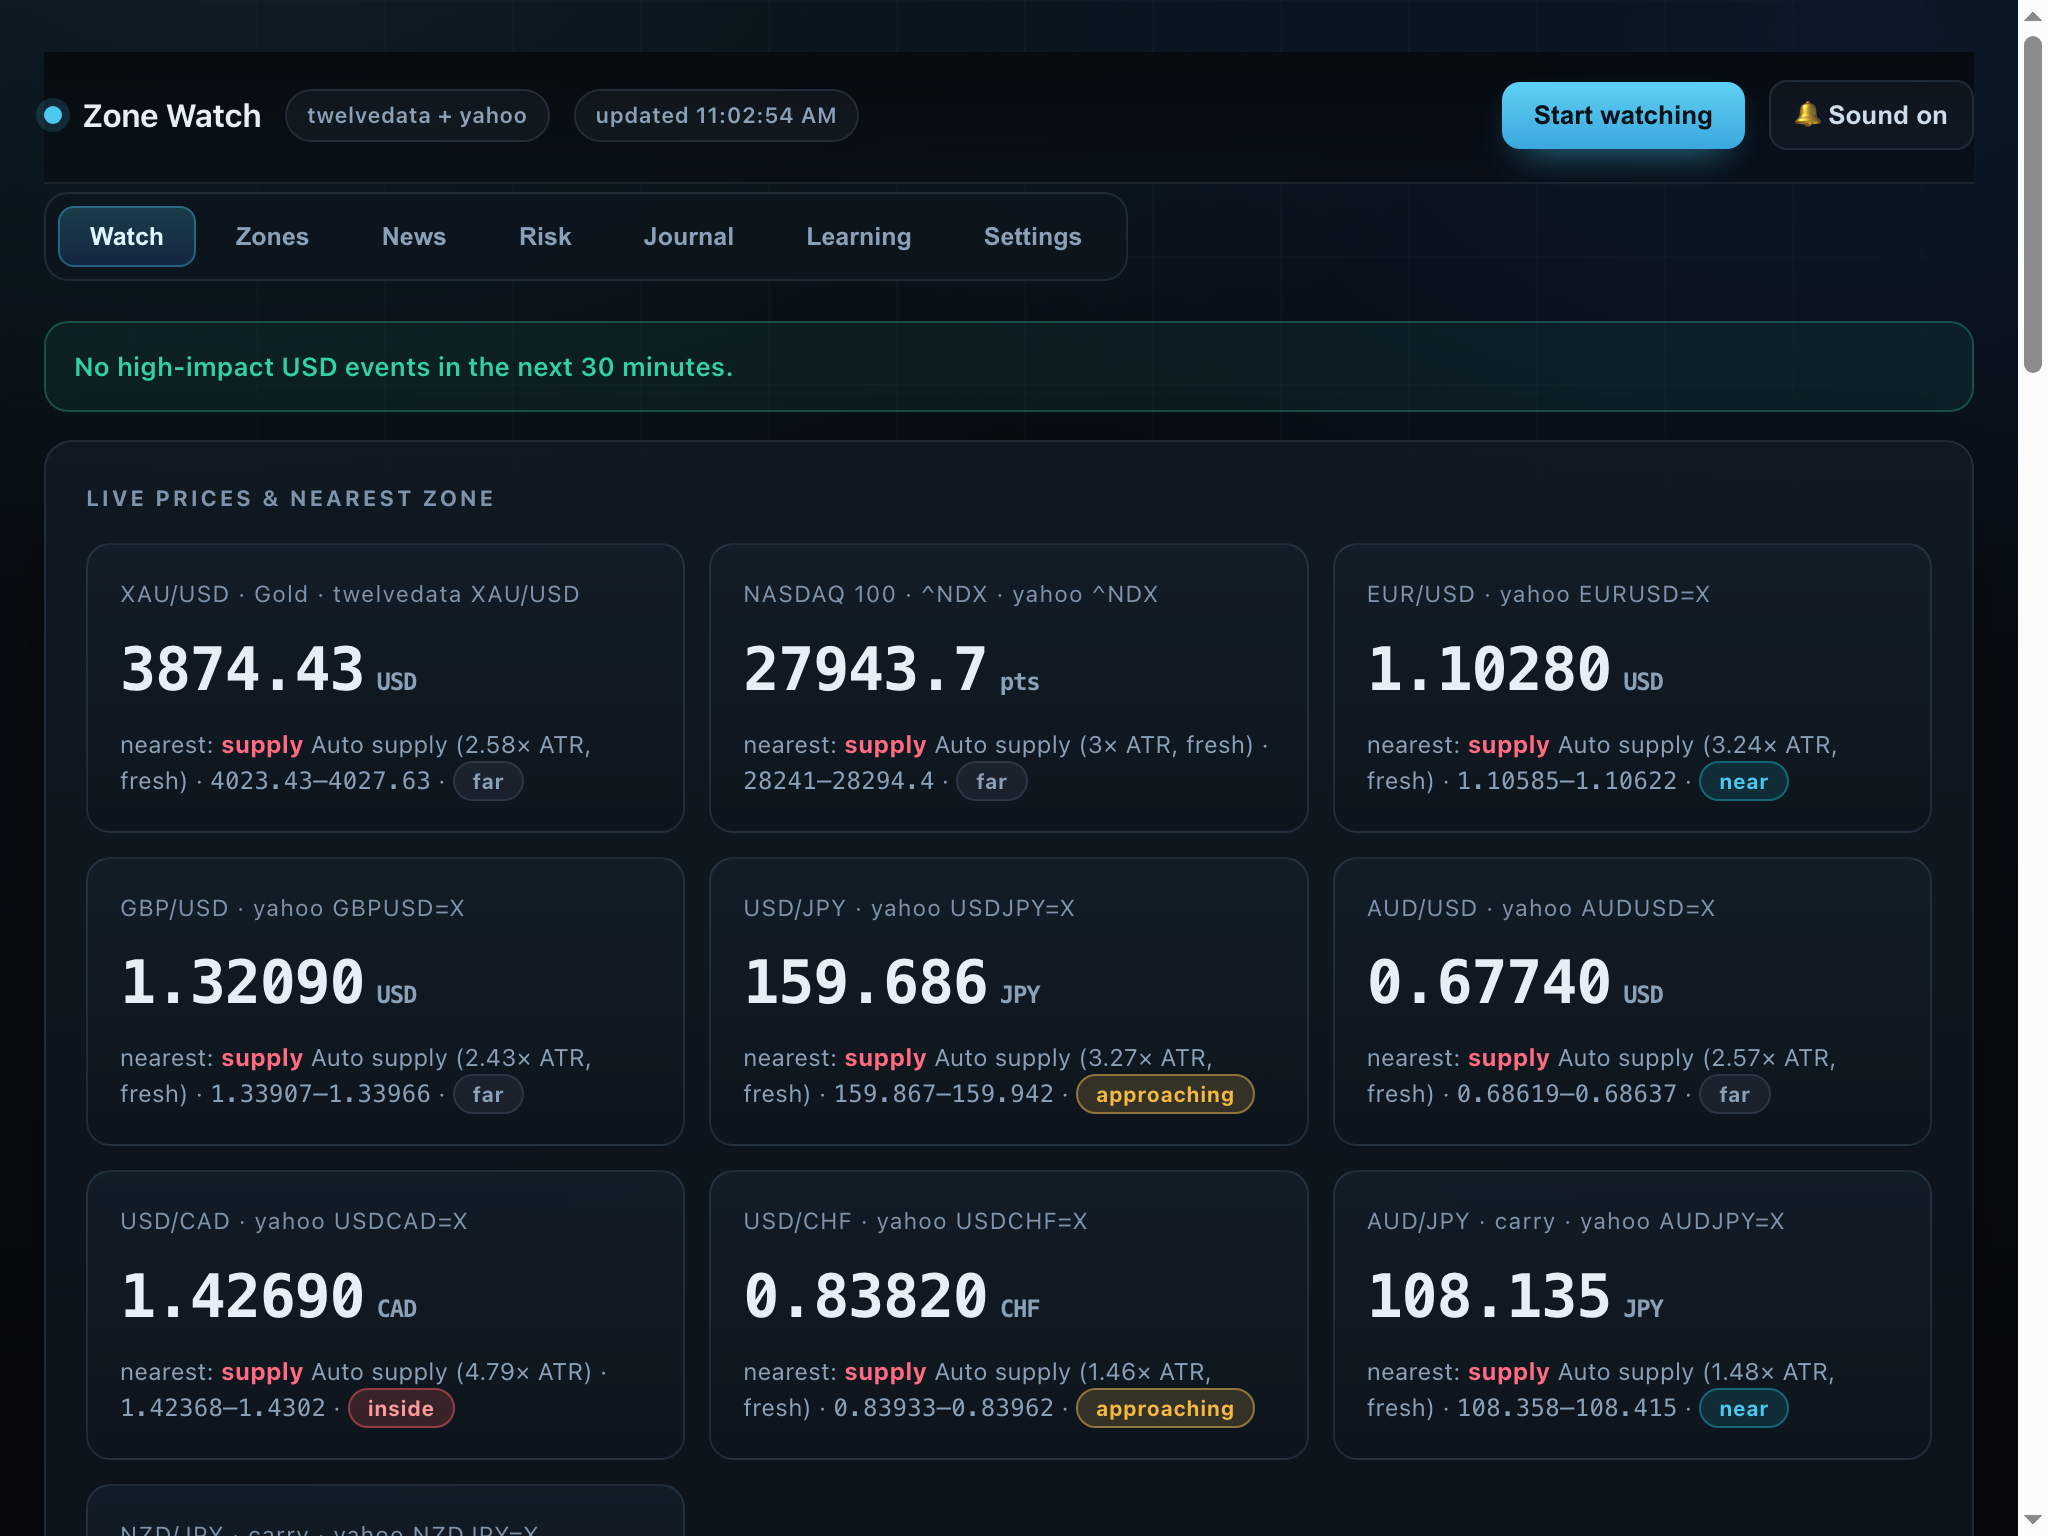 Zone Watch
twelvedata + yahoo
updated 11:02:54 AM
Start watching
🔔 Sound on
Watch
Zones
News
Risk
Journal
Learning
Settings
No high-impact USD events in the next 30 minutes.
LIVE PRICES & NEAREST ZONE
XAU/USD · Gold · twelvedata XAU/USD
3874.43 USD
nearest: supply Auto supply (2.58× ATR,
fresh) · 4023.43–4027.63 · far
NASDAQ 100 · ^NDX · yahoo ^NDX
27943.7 pts
nearest: supply Auto supply (3× ATR, fresh) ·
28241–28294.4 · far
EUR/USD · yahoo EURUSD=X
1.10280 USD
nearest: supply Auto supply (3.24× ATR,
fresh) · 1.10585–1.10622 · near
GBP/USD · yahoo GBPUSD=X
1.32090 USD
nearest: supply Auto supply (2.43× ATR,
fresh) · 1.33907–1.33966 · far
USD/JPY · yahoo USDJPY=X
159.686 JPY
nearest: supply Auto supply (3.27× ATR,
fresh) · 159.867–159.942 · approaching
AUD/USD · yahoo AUDUSD=X
0.67740 USD
nearest: supply Auto supply (2.57× ATR,
fresh) · 0.68619–0.68637 · far
USD/CAD · yahoo USDCAD=X
1.42690 CAD
nearest: supply Auto supply (4.79× ATR) ·
1.42368–1.4302 · inside
USD/CHF · yahoo USDCHF=X
0.83820 CHF
nearest: supply Auto supply (1.46× ATR,
fresh) · 0.83933–0.83962 · approaching
AUD/JPY · carry · yahoo AUDJPY=X
108.135 JPY
nearest: supply Auto supply (1.48× ATR,
fresh) · 108.358–108.415 · near
NZD/JPY · carry · yahoo NZDJPY=X